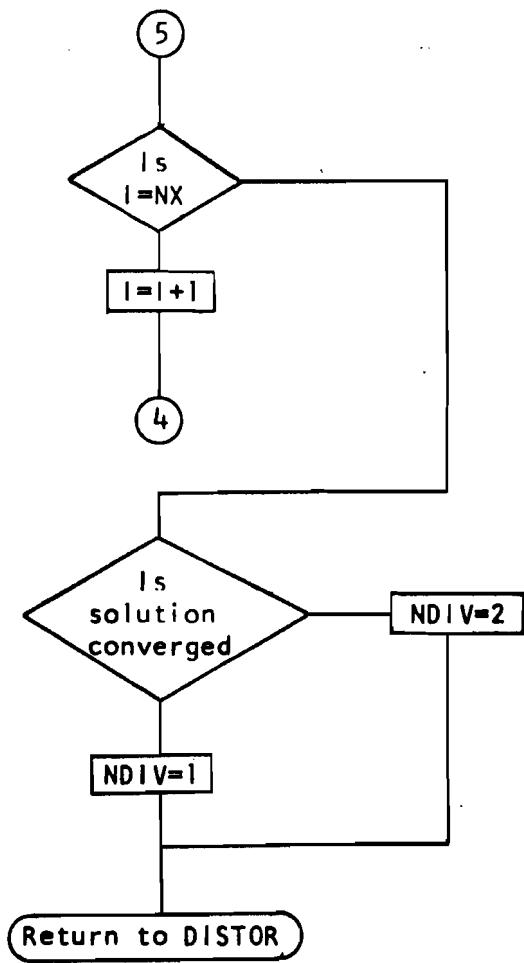 5
Is
I=NX
I=I+1
4
Is
solution
converged
NDIV=2
NDIV=1
Return to DISTOR